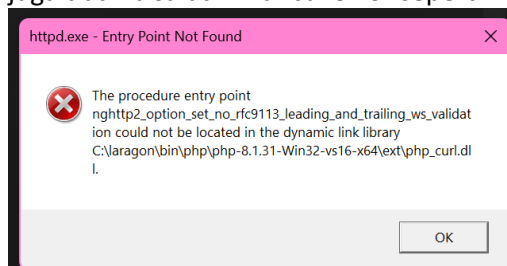 httpd.exe - Entry Point Not Found
The procedure entry point
nghttp2_option_set_no_rfc9113_leading_and_trailing_ws_validat
ion could not be located in the dynamic link library
C:\laragon\bin\php\php-8.1.31-Win32-vs16-x64\ext\php_curl.dl
l.
OK